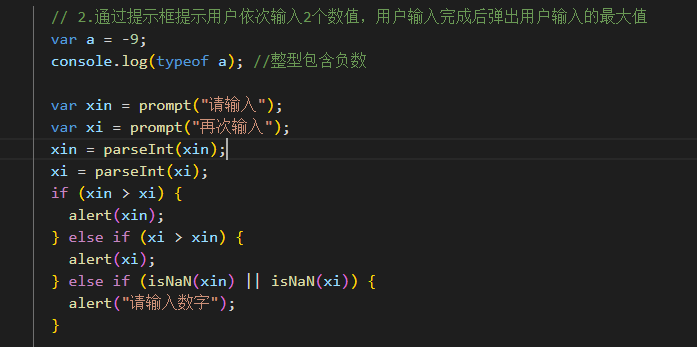 // 2.通过提示框提示用户依次输入2个数值，用户输入完成后弹出用户输入的最大值
var a = -9;
console.log(typeof a); //整型包含负数
var xin = prompt("请输入");
var xi = prompt("再次输入");
xin = parseInt(xin);
xi = parseInt(xi);
if (xin > xi) {
alert(xin);
} else if (xi > xin) {
alert(xi);
} else if (isNaN(xin) || isNaN(xi)) {
alert("请输入数字");
}